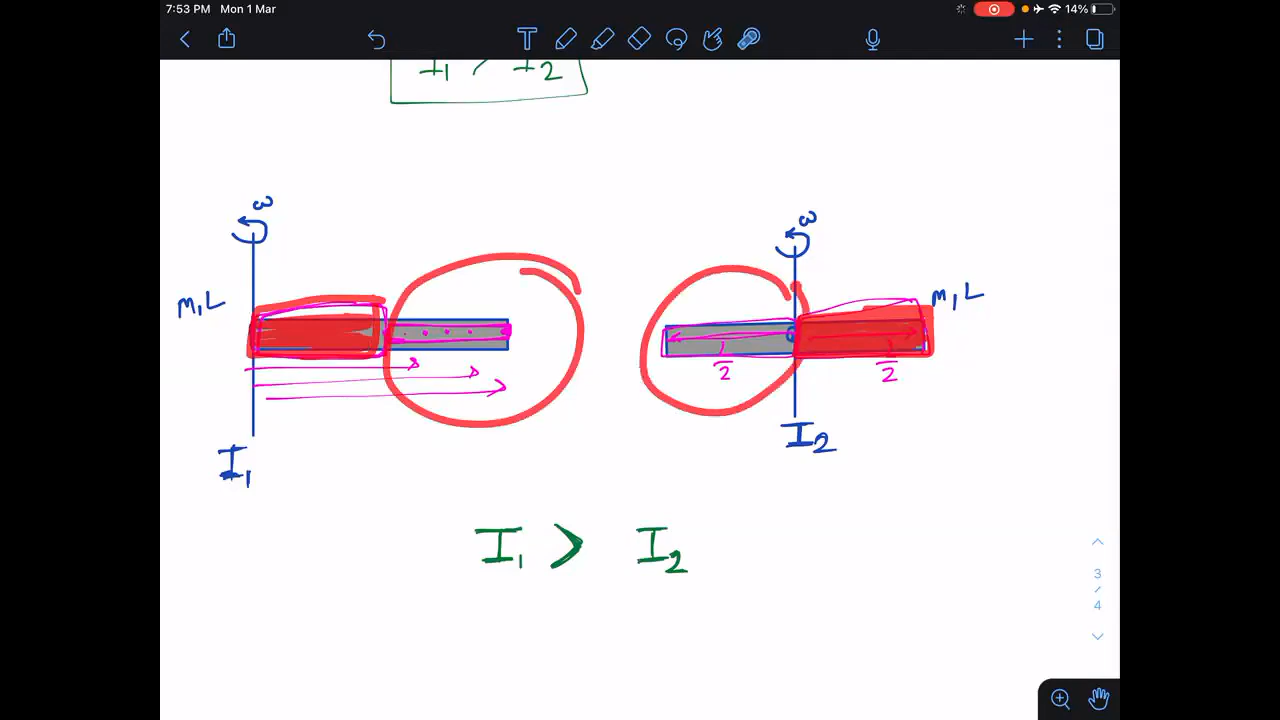 7:53 PM Mon 1 Mar
14%
T
I1 > I2
ω
ω
M, L
M, L
L/2
L/2
I1
I2
I1 > I2
3
/
4